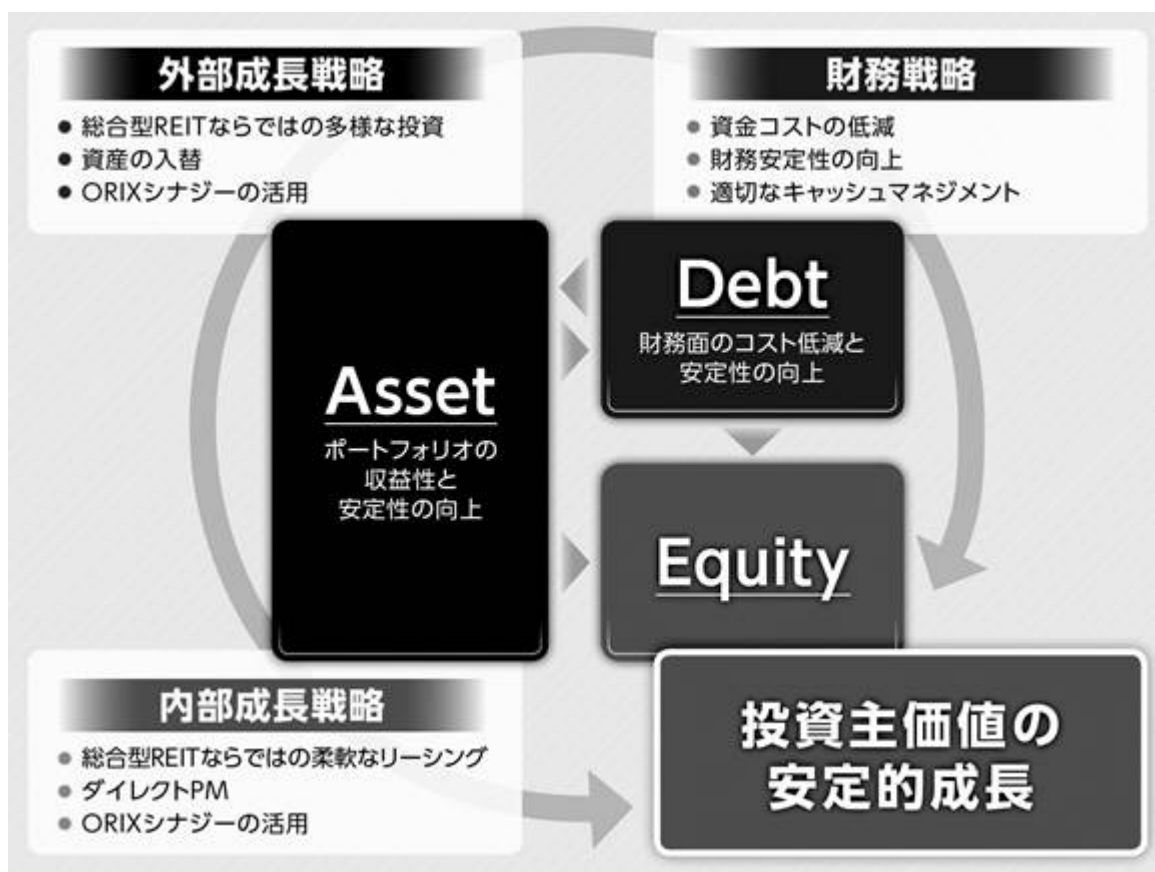 外部成長戦略
● 総合型REITならではの多様な投資
● 資産の入替
● ORIXシナジーの活用
財務戦略
● 資金コストの低減
● 財務安定性の向上
● 適切なキャッシュマネジメント
Asset
ポートフォリオの
収益性と
安定性の向上
Debt
財務面のコスト低減と
安定性の向上
Equity
内部成長戦略
● 総合型REITならではの柔軟なリーシング
● ダイレクトPM
● ORIXシナジーの活用
投資主価値の
安定的成長